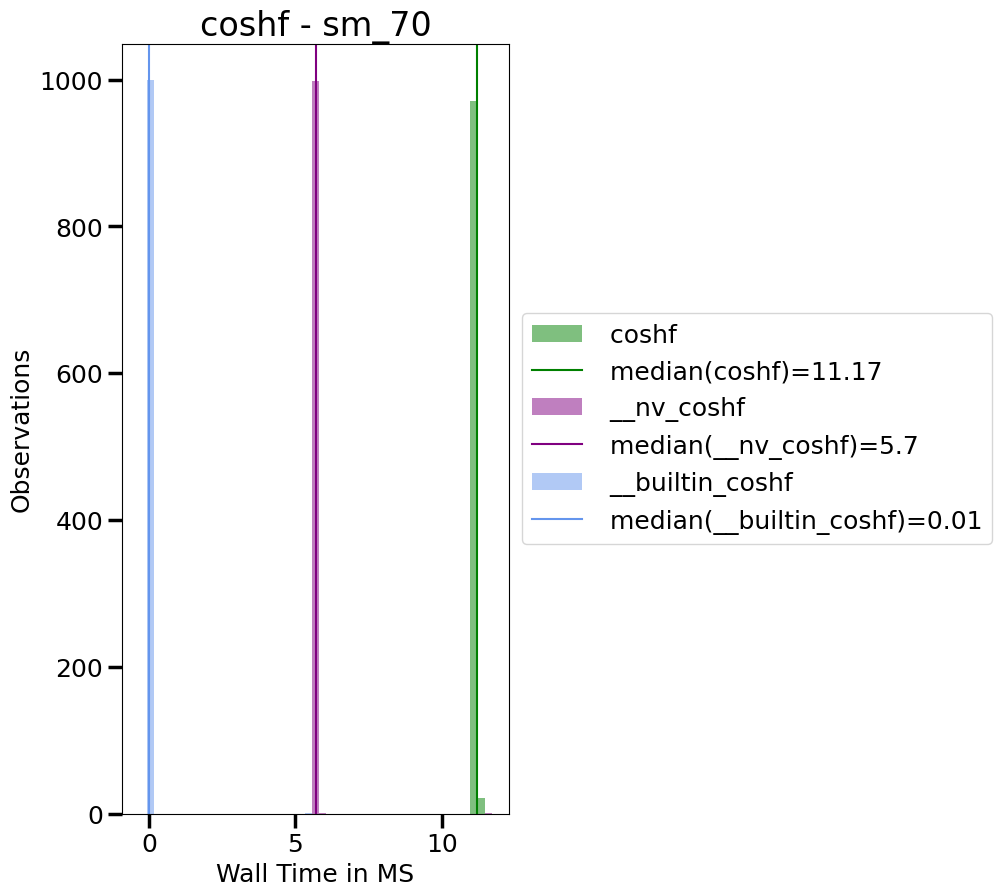 coshf - sm_70
1000
800
600
400
200
0
Observations
0 5 10
Wall Time in MS
coshf
median(coshf)=11.17
__nv_coshf
median(__nv_coshf)=5.7
__builtin_coshf
median(__builtin_coshf)=0.01